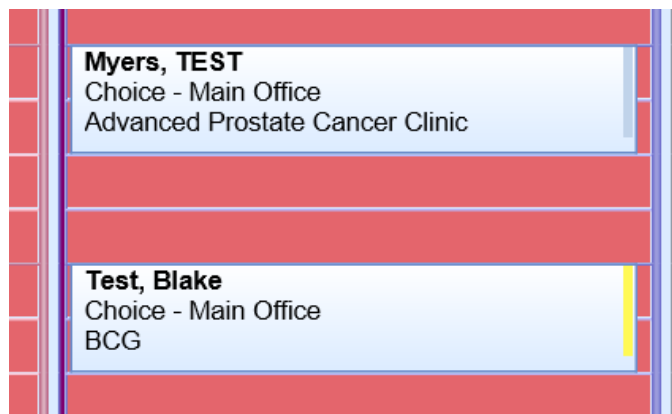 Myers, TEST
Choice - Main Office
Advanced Prostate Cancer Clinic
Test, Blake
Choice - Main Office
BCG